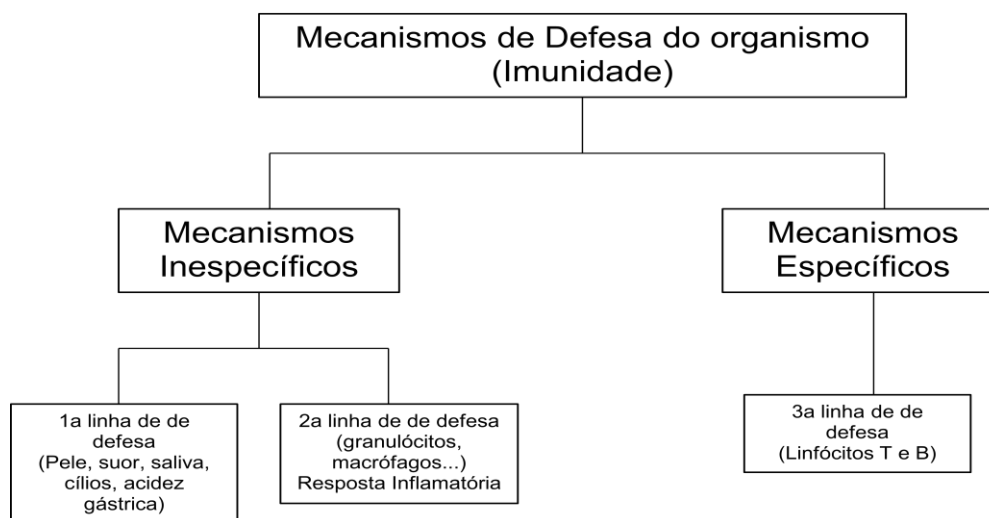 Mecanismos de Defesa do organismo
(Imunidade)
Mecanismos
Inespecíficos
Mecanismos
Específicos
1a linha de de
defesa
(Pele, suor, saliva,
cílios, acidez
gástrica)
2a linha de de defesa
(granulócitos,
macrófagos...)
Resposta Inflamatória
3a linha de de
defesa
(Linfócitos T e B)